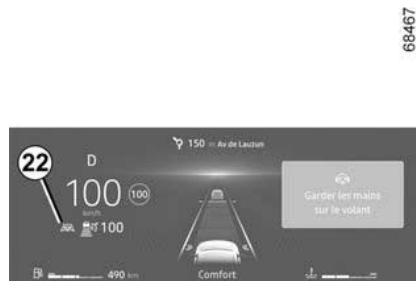 68467
150 m Av de Lauzun
22
D
100
100
km/h
100
Garder les mains
sur le volant
490 km
Comfort